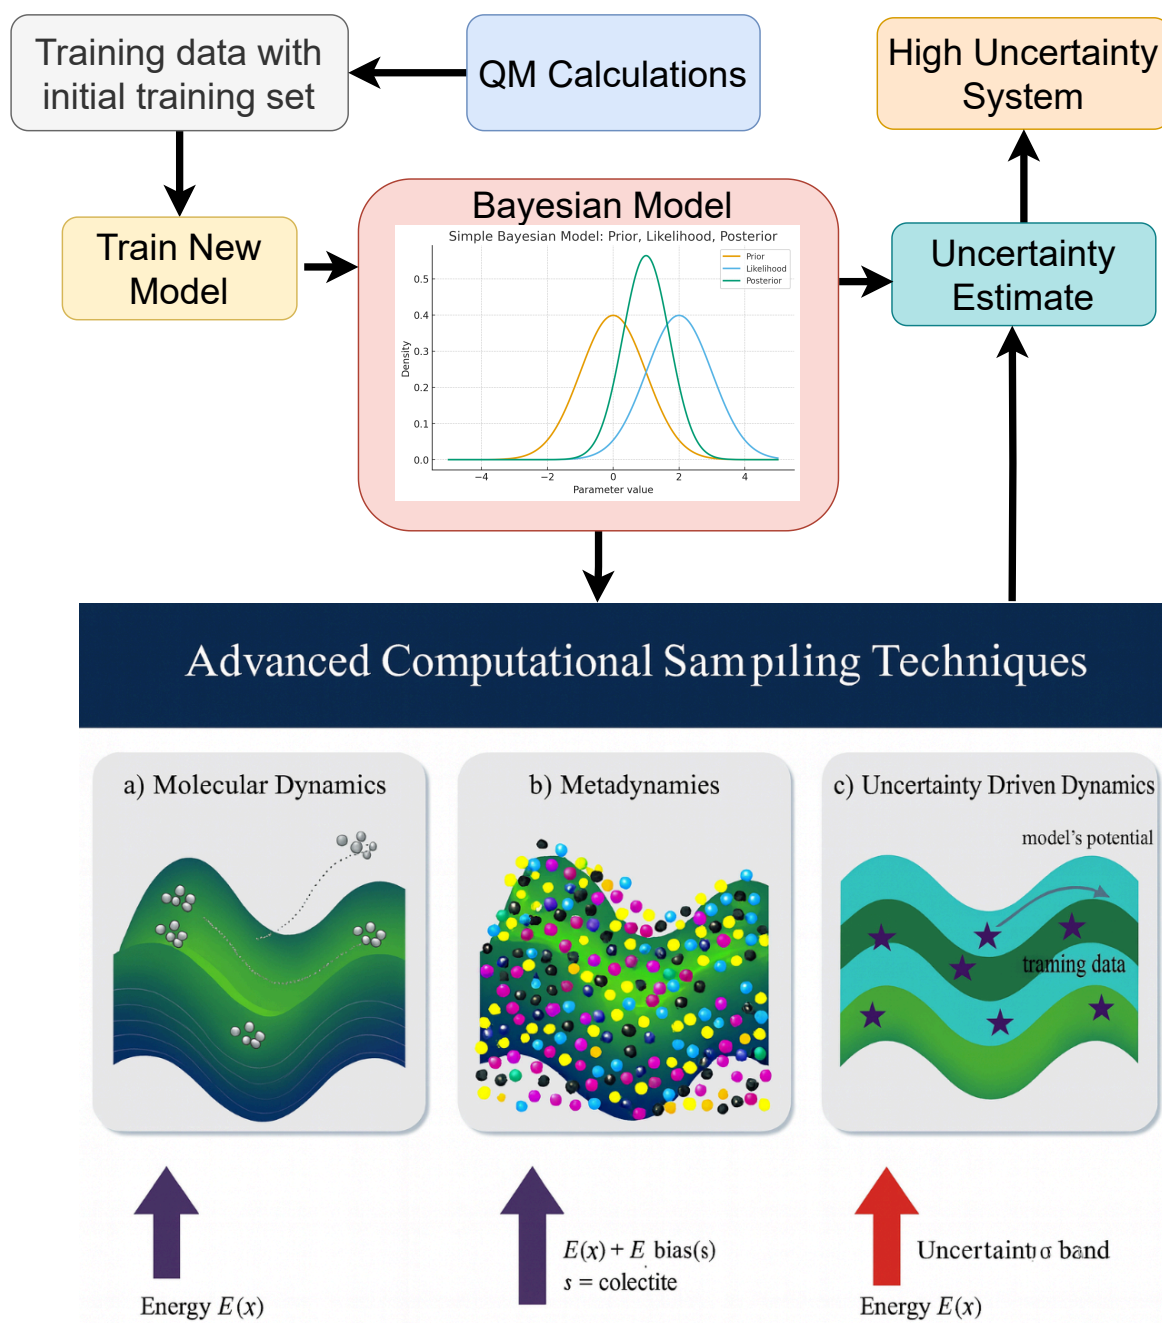 Training data with
initial training set
QM Calculations
High Uncertainty
System
Train New
Model
Bayesian Model
Simple Bayesian Model: Prior, Likelihood, Posterior
Prior
Likelihood
Posterior
Density
0.5
0.4
0.3
0.2
0.1
0.0
−4
−2
0
2
4
Parameter value
Uncertainty
Estimate
Advanced Computational Sampıling Techniques
a) Molecular Dynamics
b) Metadynamies
c) Uncertainty Driven Dynamics
model's potential
traming data
Energy E(x)
E(x) + E bias(s)
s = colectite
Uncertaint σ band
Energy E(x)